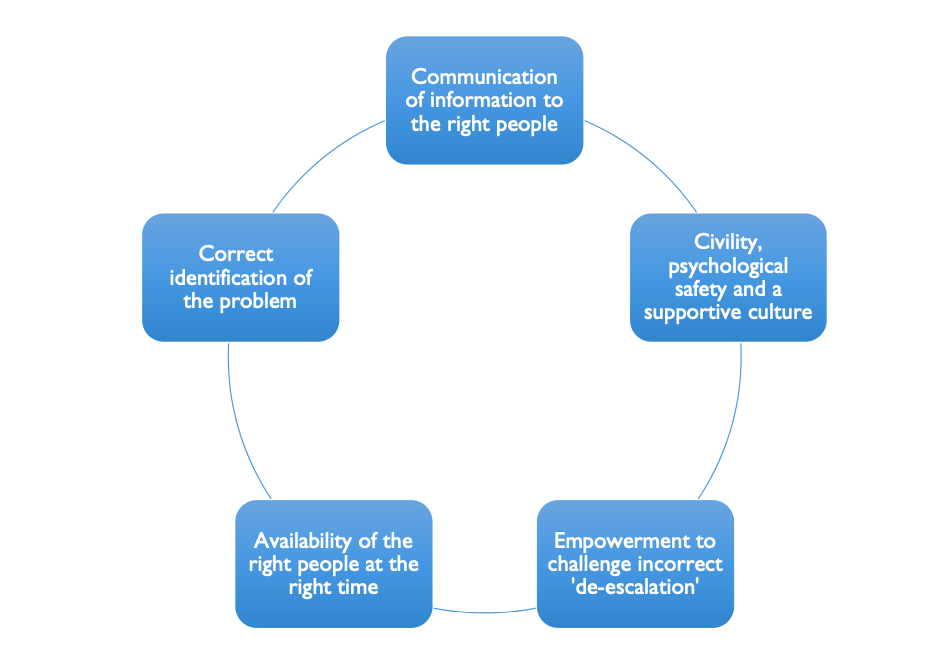 Communication
of information to
the right people
Civility,
psychological
safety and a
supportive culture
Empowerment to
challenge incorrect
'de-escalation'
Availability of the
right people at the
right time
Correct
identification of
the problem